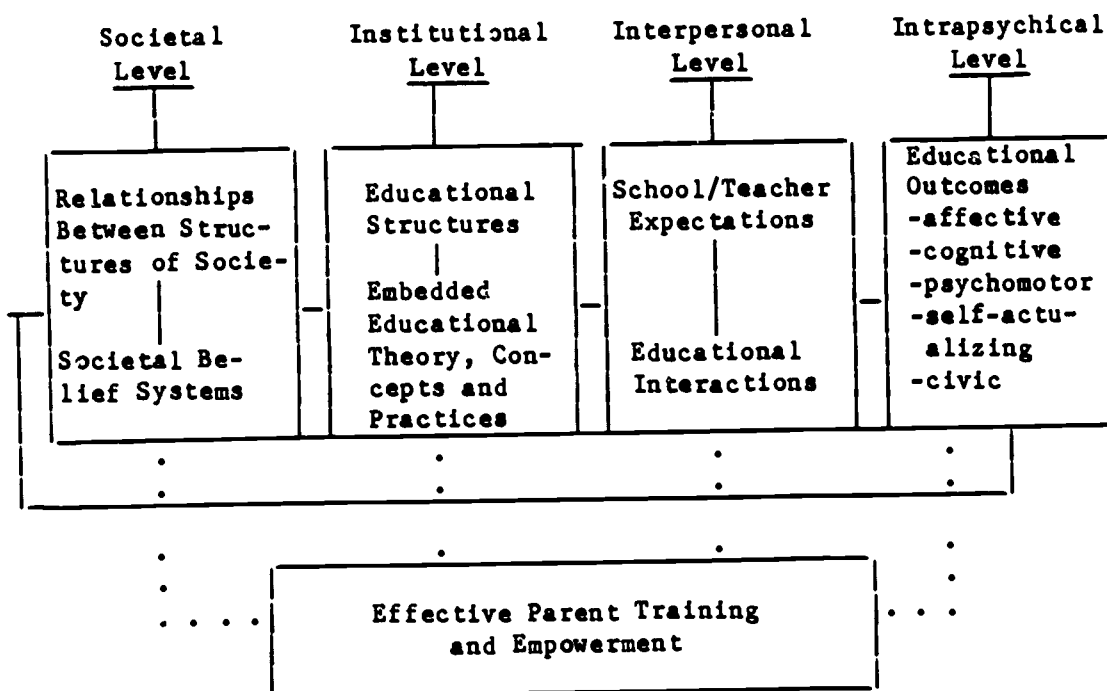 Societal
Level
Institutional
Level
Interpersonal
Level
Intrapsychical
Level
Relationships
Between Struc-
tures of Socie-
ty
Societal Be-
lief Systems
Educational
Structures
Embedded
Educational
Theory, Con-
cepts and
Practices
School/Teacher
Expectations
Educational
Interactions
Educational
Outcomes
-affective
-cognitive
-psychomotor
-self-actu-
alizing
-civic
Effective Parent Training
and Empowerment